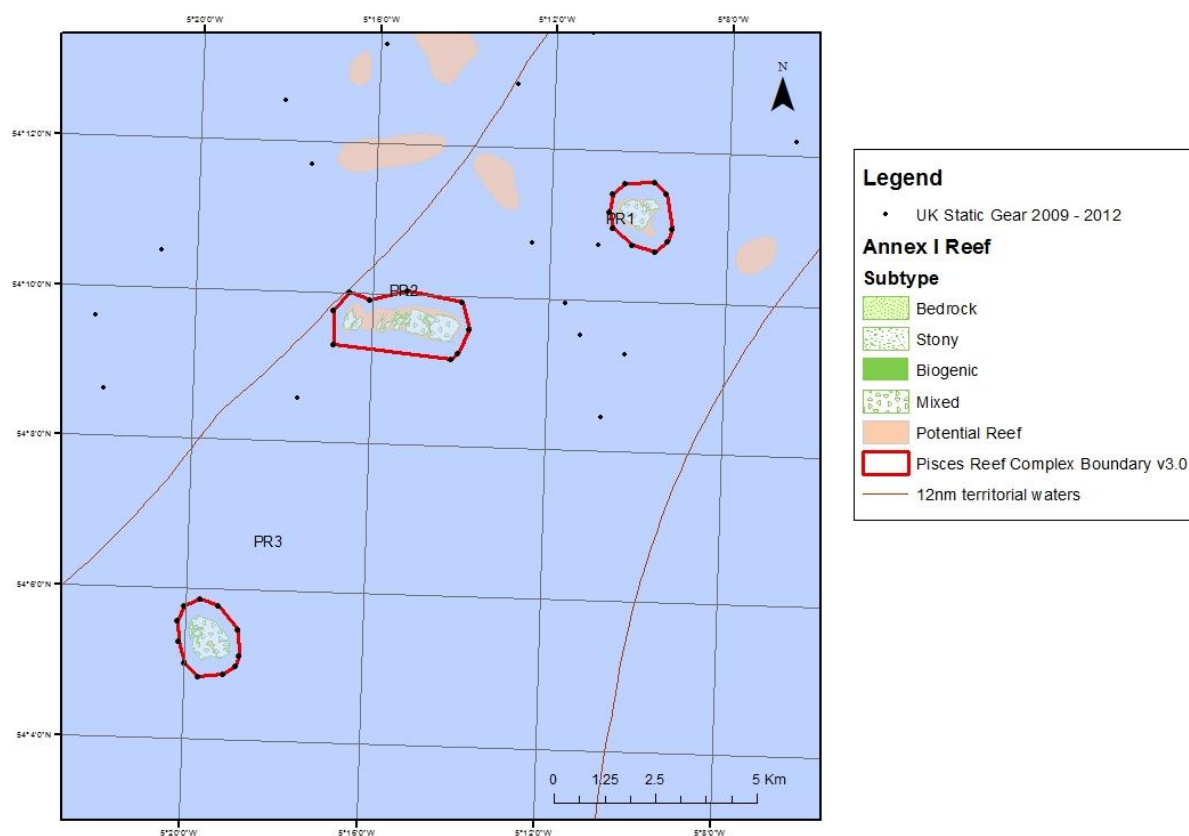 5°20'0"W 5°16'0"W 5°12'0"W 5°8'0"W
N
54°12'0"N
PR1
54°10'0"N
PR2
54°8'0"N
PR3
54°6'0"N
54°4'0"N
0 1.25 2.5 5 Km
5°20'0"W 5°16'0"W 5°12'0"W 5°8'0"W
Legend
UK Static Gear 2009 - 2012
Annex I Reef
Subtype
Bedrock
Stony
Biogenic
Mixed
Potential Reef
Pisces Reef Complex Boundary v3.0
12nm territorial waters